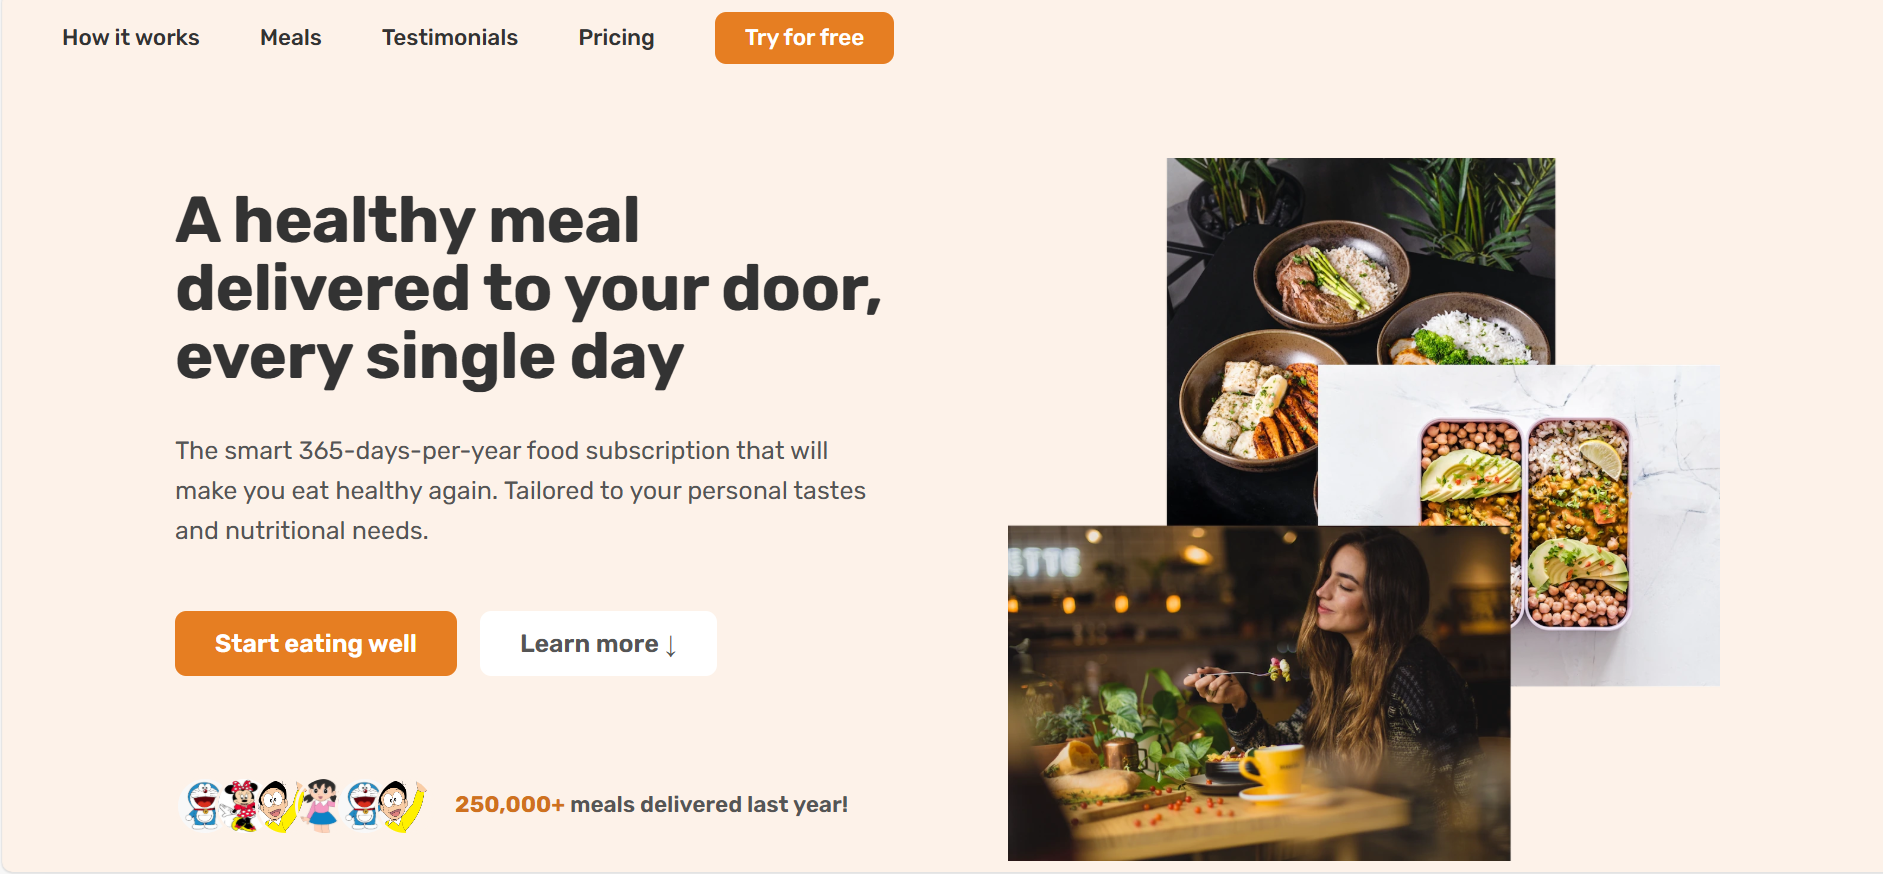 How it works Meals Testimonials Pricing Try for free
A healthy meal
delivered to your door,
every single day
The smart 365-days-per-year food subscription that will
make you eat healthy again. Tailored to your personal tastes
and nutritional needs.
Start eating well Learn more ↓
250,000+ meals delivered last year!
ETTE